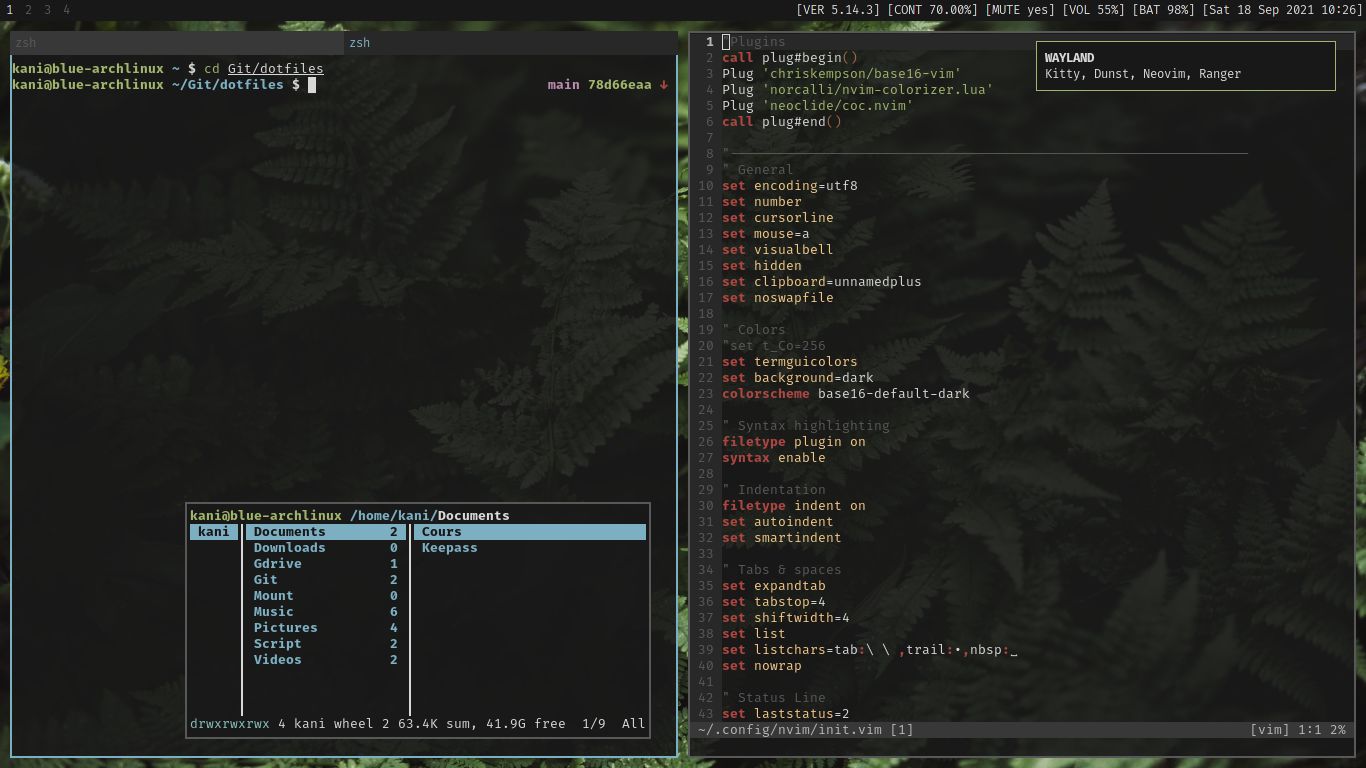 1 2 3 4 [VER 5.14.3] [CONT 70.00%] [MUTE yes] [VOL 55%] [BAT 98%] [Sat 18 Sep 2021 10:26]
zsh zsh
kani@blue-archlinux ~ $ cd Git/dotfiles
kani@blue-archlinux ~/Git/dotfiles $ main 78d66eaa ↓
kani@blue-archlinux /home/kani/Documents
kani Documents 2 Cours
Downloads 0 Keepass
Gdrive 1
Git 2
Mount 0
Music 6
Pictures 4
Script 2
Videos 2
drwxrwxrwx 4 kani wheel 2 63.4K sum, 41.9G free 1/9 All
1 "Plugins
2 call plug#begin()
3 Plug 'chriskempson/base16-vim'
4 Plug 'norcalli/nvim-colorizer.lua'
5 Plug 'neoclide/coc.nvim'
6 call plug#end()
7
8 "
9 " General
10 set encoding=utf8
11 set number
12 set cursorline
13 set mouse=a
14 set visualbell
15 set hidden
16 set clipboard=unnamedplus
17 set noswapfile
18
19 " Colors
20 "set t_Co=256
21 set termguicolors
22 set background=dark
23 colorscheme base16-default-dark
24
25 " Syntax highlighting
26 filetype plugin on
27 syntax enable
28
29 " Indentation
30 filetype indent on
31 set autoindent
32 set smartindent
33
34 " Tabs & spaces
35 set expandtab
36 set tabstop=4
37 set shiftwidth=4
38 set list
39 set listchars=tab:\ \ ,trail:•,nbsp:⎵
40 set nowrap
41
42 " Status Line
43 set laststatus=2
~/.config/nvim/init.vim [1] [vim] 1:1 2%
WAYLAND
Kitty, Dunst, Neovim, Ranger